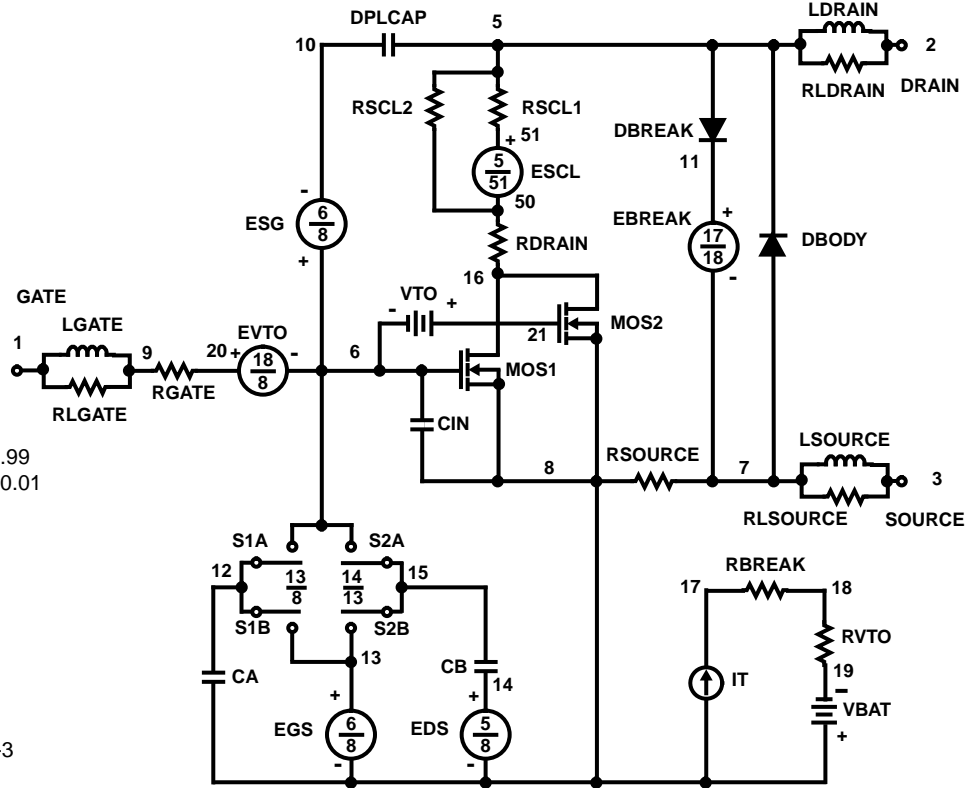 DPLCAP
5
LDRAIN
10
2
RLDRAIN
DRAIN
RSCL2
RSCL1
+ 51
DBREAK
5
51
ESCL
11
50
-
6
8
ESG
+
EBREAK
+
17
18
-
DBODY
RDRAIN
16
- VTO +
MOS2
21
GATE
LGATE
1
9
20 +
EVTO
18
8
-
6
RGATE
RLGATE
MOS1
CIN
.99
0.01
8
RSOURCE
7
LSOURCE
3
RLSOURCE
SOURCE
S1A
S2A
12
13
8
14
13
15
S1B
S2B
13
CA
CB
14
+
+
EGS
6
8
-
EDS
5
8
-
17
RBREAK
18
RVTO
19
IT
-
VBAT
+
-3